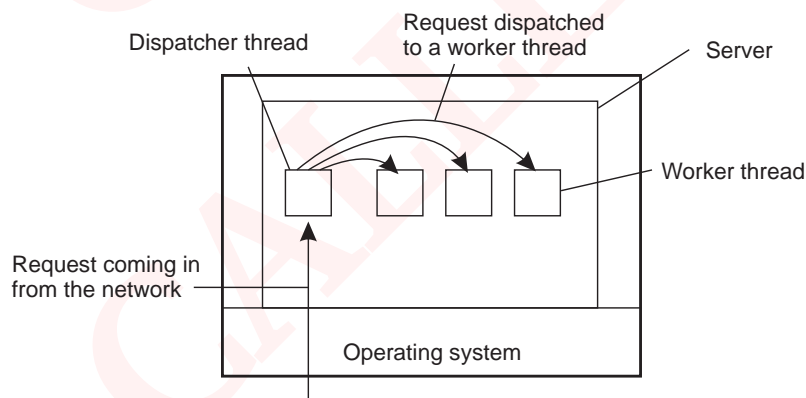 Request dispatched
to a worker thread
Dispatcher thread
Server
Worker thread
Request coming in
from the network
Operating system